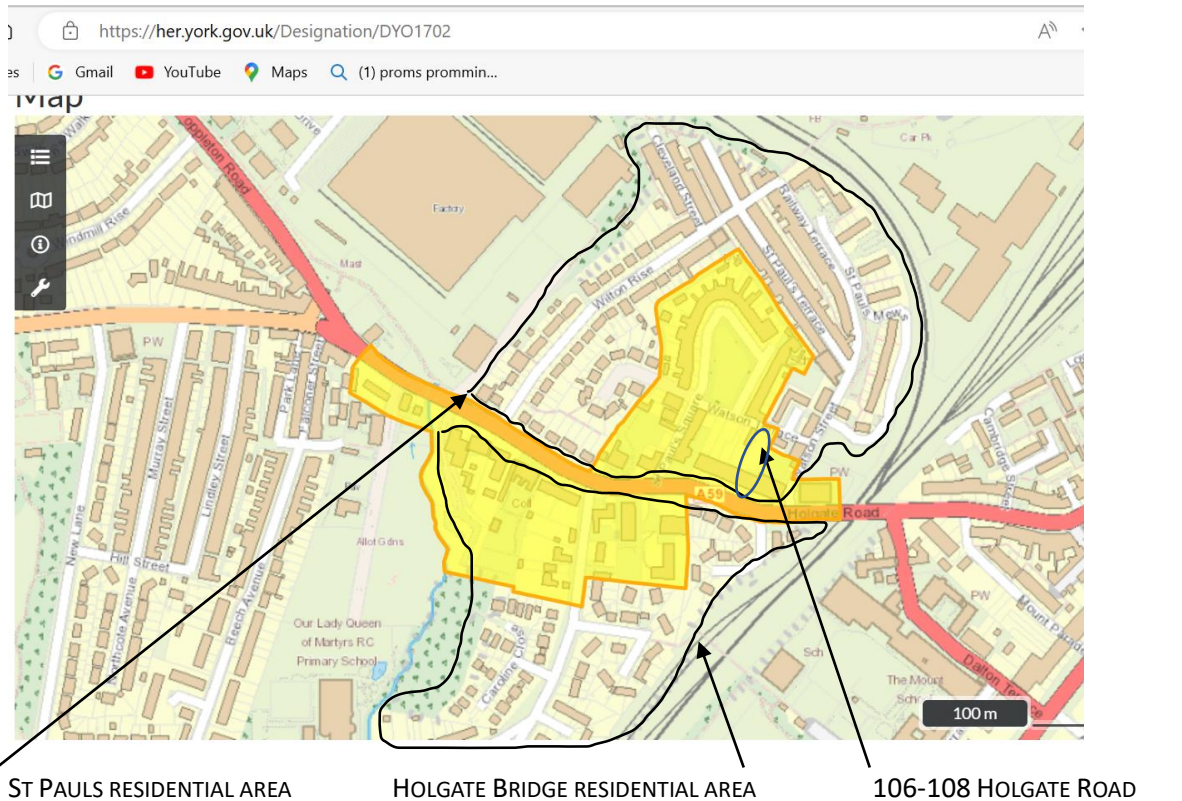 https://her.york.gov.uk/Designation/DYO1702
es
Gmail
YouTube
Maps
(1) proms prommin...
Map
FB
Car Pk
Cleveland Street
Railway Terrace
Factory
Windmill Rise
Mast
Wilton Rise
St Paul's Terrace
St Paul's Mews
PW
Park Lane
Falconer Street
Murray Street
Lindley Street
Watson
Watson Street
PW
A59
Holgate Road
Cambridge Street
Coll
New Lane
Allot Gdns
Hill Street
Northcote Avenue
Beech Avenue
Our Lady Queen
of Martyrs RC
Primary School
Caroline Close
PW
Mount Parade
Sch
The Mount
Dalton Terrace
100 m
ST PAULS RESIDENTIAL AREA
HOLGATE BRIDGE RESIDENTIAL AREA
106-108 HOLGATE ROAD